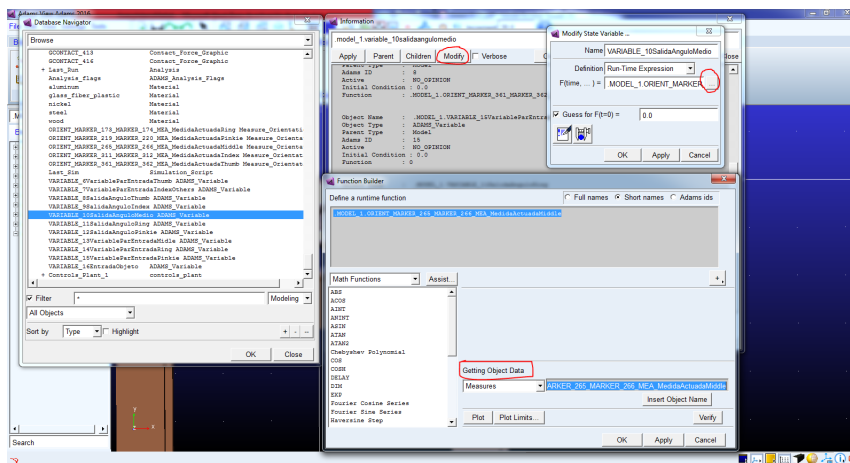 Adams View Adams 2016
Database Navigator
Browse
GCONTACT_413 Contact_Force_Graphic
GCONTACT_416 Contact_Force_Graphic
+ Last_Run Analysis
Analysis_flags ADAMS_Analysis_Flags
aluminum Material
glass_fiber_plastic Material
nickel Material
steel Material
wood Material
ORIENT_MARKER_173_MARKER_174_MEA_MedidaActuadaRing Measure_Orientati
ORIENT_MARKER_219_MARKER_220_MEA_MedidaActuadaPinkie Measure_Orienta
ORIENT_MARKER_265_MARKER_266_MEA_MedidaActuadaMiddle Measure_Orienta
ORIENT_MARKER_311_MARKER_312_MEA_MedidaActuadaIndex Measure_Orientat
ORIENT_MARKER_361_MARKER_362_MEA_MedidaActuadaThumb Measure_Orientat
Last_Sim Simulation_Script
VARIABLE_6VariableParEntradaThumb ADAMS_Variable
VARIABLE_7VariableParEntradaIndexOthers ADAMS_Variable
VARIABLE_8SalidaAnguloThumb ADAMS_Variable
VARIABLE_9SalidaAnguloIndex ADAMS_Variable
VARIABLE_10SalidaAnguloMedio ADAMS_Variable
VARIABLE_11SalidaAnguloRing ADAMS_Variable
VARIABLE_12SalidaAnguloPinkie ADAMS_Variable
VARIABLE_13VariableParEntradaMidle ADAMS_Variable
VARIABLE_14VariableParEntradaRing ADAMS_Variable
VARIABLE_15VariableParEntradaPinkie ADAMS_Variable
VARIABLE_16EntradaObjeto ADAMS_Variable
+ Controls_Plant_1 controls_plant
Filter * Modeling
All Objects
Sort by Type Highlight + - --
OK Close
Search
Information
model_1.variable_10salidaangulomedio
Apply Parent Children Modify Verbose Close
Parent Type : Model
Adams ID : 8
Active : NO_OPINION
Initial Condition : 0.0
Function : .MODEL_1.ORIENT_MARKER_361_MARKER_362
Object Name : .MODEL_1.VARIABLE_15VariableParEntra
Object Type : ADAMS_Variable
Parent Type : Model
Adams ID : 15
Active : NO_OPINION
Initial Condition : 0.0
Function : 0
Modify State Variable ...
Name VARIABLE_10SalidaAnguloMedio
Definition Run-Time Expression
F(time, ... ) = .MODEL_1.ORIENT_MARKER ...
Guess for F(t=0) = 0.0
OK Apply Cancel
Function Builder
Define a runtime function Full names Short names Adams ids
.MODEL_1.ORIENT_MARKER_265_MARKER_266_MEA_MedidaActuadaMiddle
Math Functions Assist... +
ABS
ACOS
AINT
ANINT
ASIN
ATAN
ATAN2
Chebyshev Polynomial
COS
COSH
DELAY
DIM
EXP
Fourier Cosine Series
Fourier Sine Series
Haversine Step
Getting Object Data
Measures ARKER_265_MARKER_266_MEA_MedidaActuadaMiddle
Insert Object Name
Plot Plot Limits... Verify
OK Apply Cancel